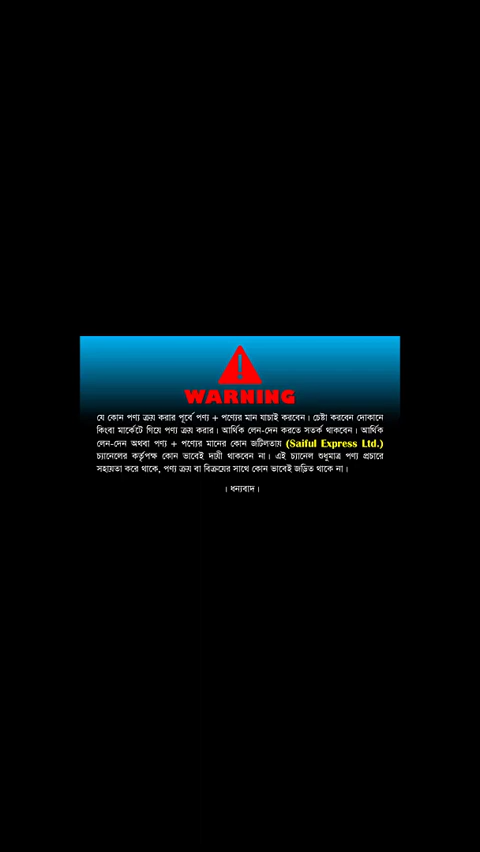 WARNING
যে কোন পণ্য ক্রয় করার পূর্বে পণ্য + পণ্যের মান যাচাই করবেন। চেষ্টা করবেন দোকানে
কিংবা মার্কেটে গিয়ে পণ্য ক্রয় করার। আর্থিক লেন-দেন করতে সতর্ক থাকবেন। আর্থিক
লেন-দেন অথবা পণ্য + পণ্যের মানের কোন জটিলতায় (Saiful Express Ltd.)
চ্যানেলের কর্তৃপক্ষ কোন ভাবেই দায়ী থাকবেন না। এই চ্যানেল শুধুমাত্র পণ্য প্রচারে
সহায়তা করে থাকে, পণ্য ক্রয় বা বিক্রয়ের সাথে কোন ভাবেই জড়িত থাকে না।
। ধন্যবাদ।